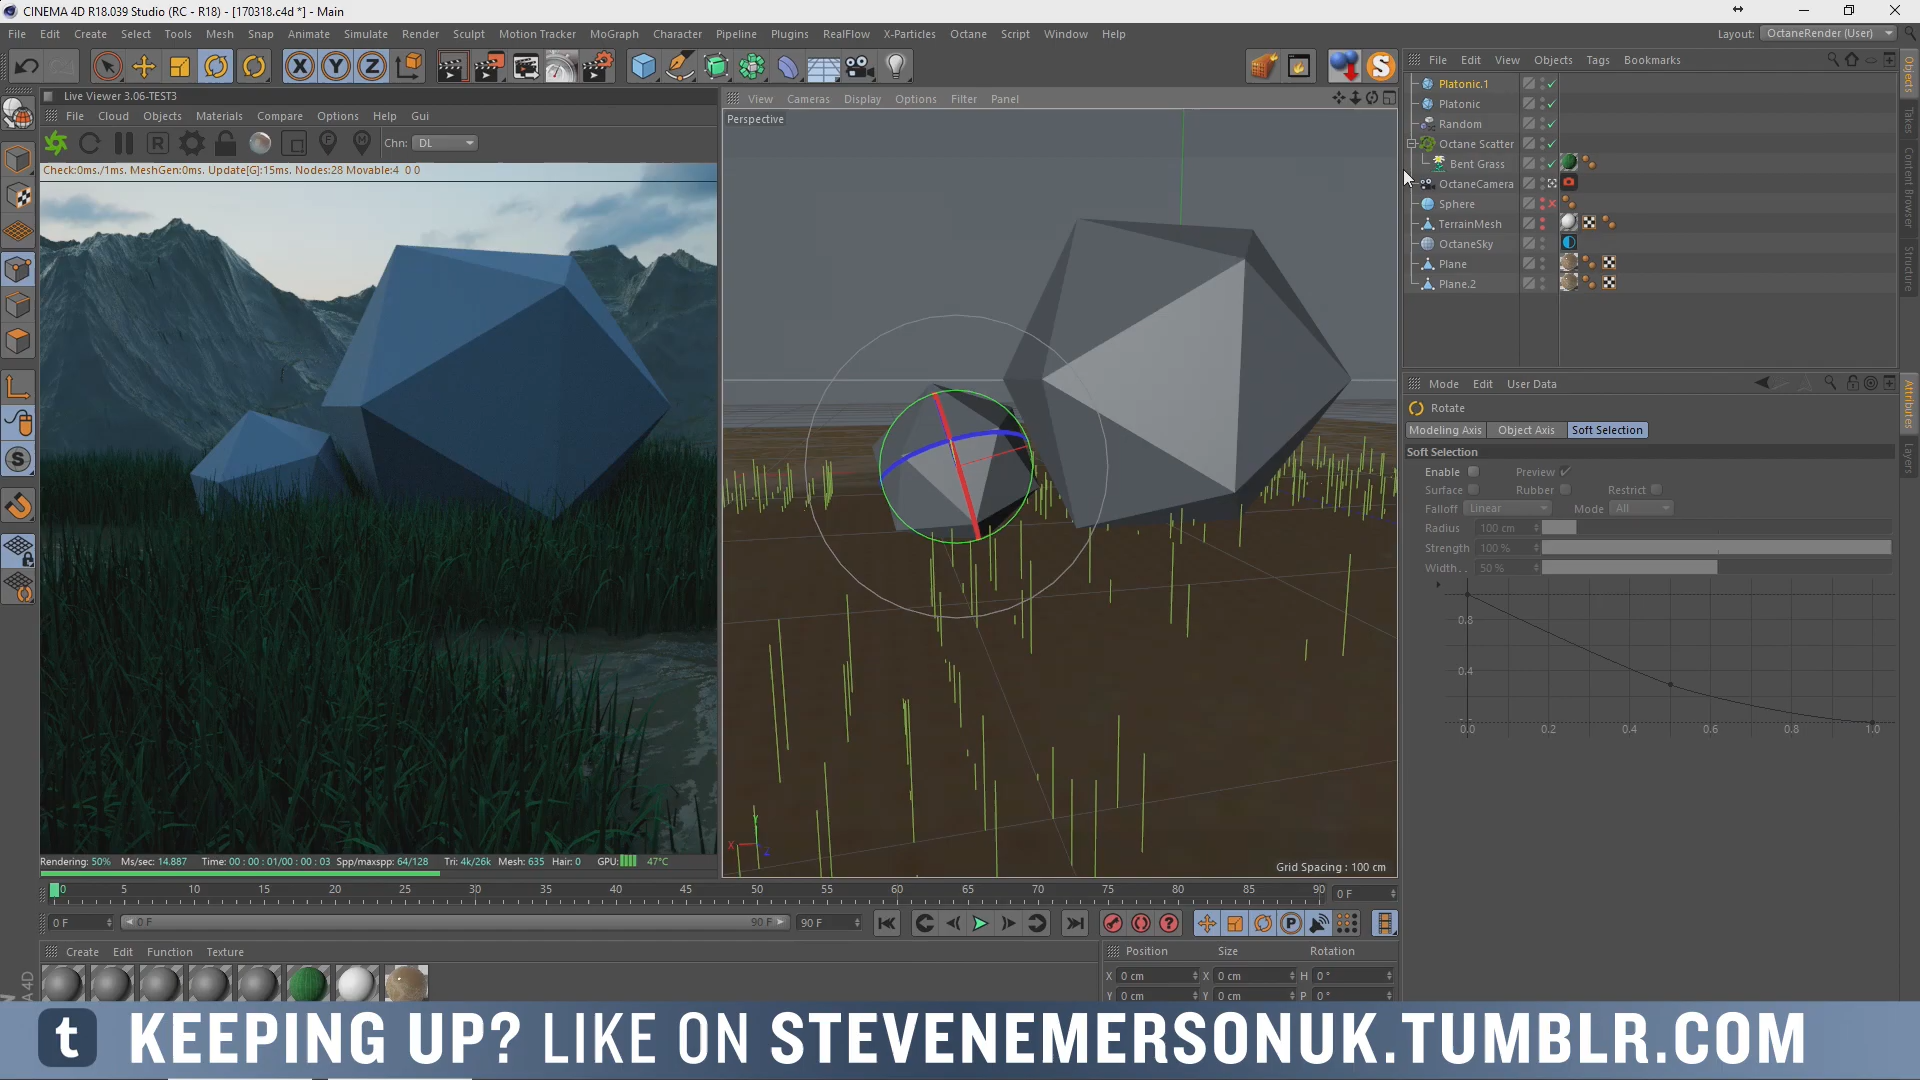 CINEMA 4D R18.039 Studio (RC - R18) - [170318.c4d *] - Main
File Edit Create Select Tools Mesh Snap Animate Simulate Render Sculpt Motion Tracker MoGraph Character Pipeline Plugins RealFlow X-Particles Octane Script Window Help Layout: OctaneRender (User)
Live Viewer 3.06-TEST3
File Cloud Objects Materials Compare Options Help Gui
Chn: DL
Check:0ms./1ms. MeshGen:0ms. Update[G]:15ms. Nodes:28 Movable:4 0 0
Rendering: 50% Ms/sec: 14.887 Time: 00 : 00 : 01/00 : 00 : 03 Spp/maxspp: 64/128 Tri: 4k/26k Mesh: 635 Hair: 0 GPU: 47°C
View Cameras Display Options Filter Panel
Perspective
Y
X
Z
Grid Spacing : 100 cm
File Edit View Objects Tags Bookmarks
Platonic.1
Platonic
Random
Octane Scatter
Bent Grass
OctaneCamera
Sphere
TerrainMesh
OctaneSky
Plane
Plane.2
Objects
Takes
Content Browser
Structure
Mode Edit User Data
Rotate
Modeling Axis Object Axis Soft Selection
Soft Selection
Enable Preview
Surface Rubber Restrict
Falloff Linear Mode All
Radius 100 cm
Strength 100 %
Width . . 50 %
0.8
0.4
0.0 0.2 0.4 0.6 0.8 1.0
Attributes
Layers
0 5 10 15 20 25 30 35 40 45 50 55 60 65 70 75 80 85 90 0 F
0 F 0 F 90 F 90 F
Create Edit Function Texture
Position Size Rotation
X 0 cm X 0 cm H 0 °
Y 0 cm Y 0 cm P 0 °
t KEEPING UP? LIKE ON STEVENEMERSONUK.TUMBLR.COM